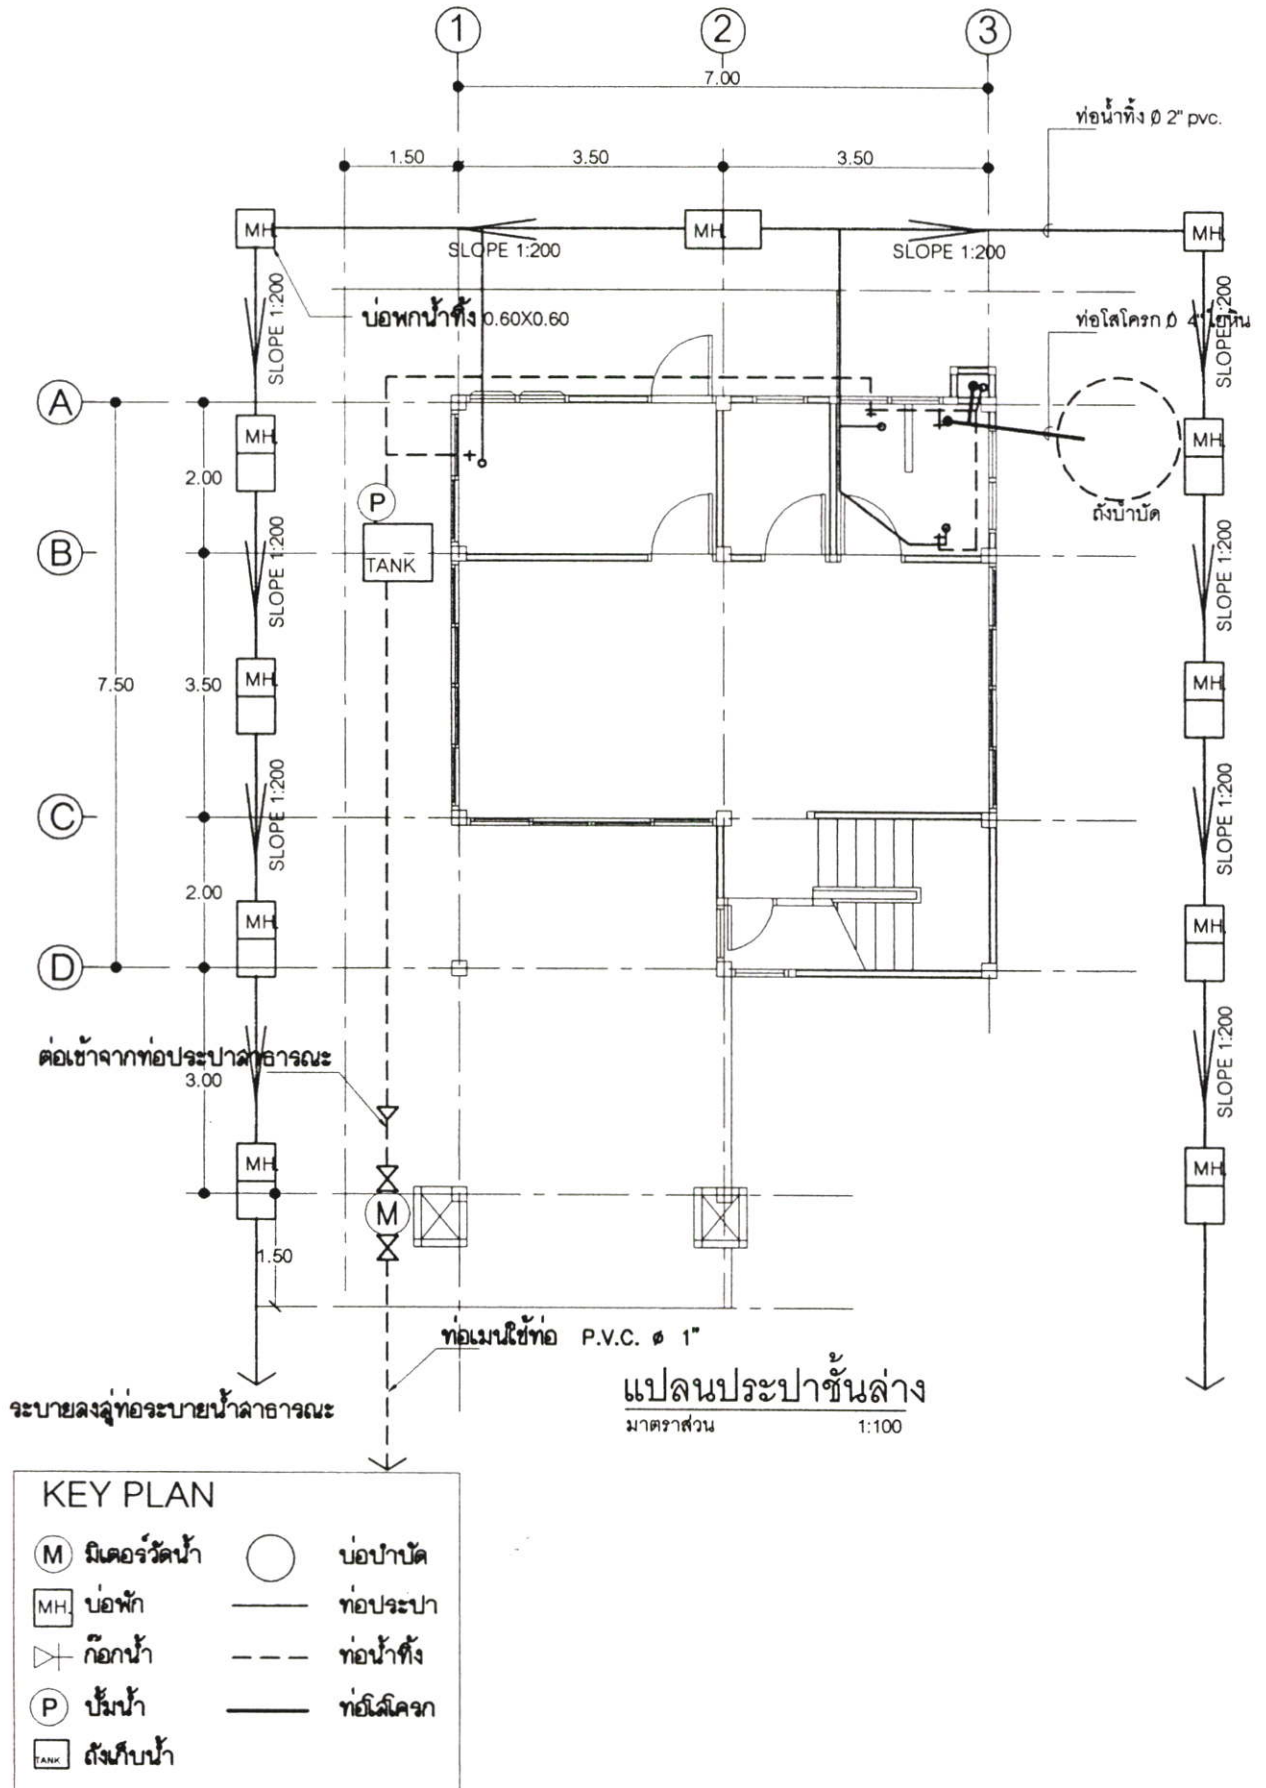 1
2
3
7.00
ท่อน้ำทิ้ง Ø 2" pvc.
1.50
3.50
3.50
MH.
MH.
MH.
SLOPE 1:200
SLOPE 1:200
SLOPE 1:200
SLOPE 1:200
บ่อพกน้ำทิ้ง 0.60X0.60
ท่อโสโครก Ø 4" ใยหิน
A
MH.
MH.
2.00
P
ถังบำบัด
B
TANK
SLOPE 1:200
SLOPE 1:200
7.50
3.50
MH.
MH.
C
SLOPE 1:200
SLOPE 1:200
2.00
MH.
MH.
D
ต่อเข้าจากท่อประปาสาธารณะ
3.00
SLOPE 1:200
MH.
MH.
M
1.50
ท่อเมนใช้ท่อ P.V.C. ø 1"
แปลนประปาชั้นล่าง
มาตราส่วน 1:100
ระบายลงสู่ท่อระบายน้ำสาธารณะ
KEY PLAN
M มิเตอร์วัดน้ำ บ่อบำบัด
MH. บ่อพัก ท่อประปา
ก๊อกน้ำ ท่อน้ำทิ้ง
P ปั้มน้ำ ท่อโสโครก
TANK ถังเก็บน้ำ